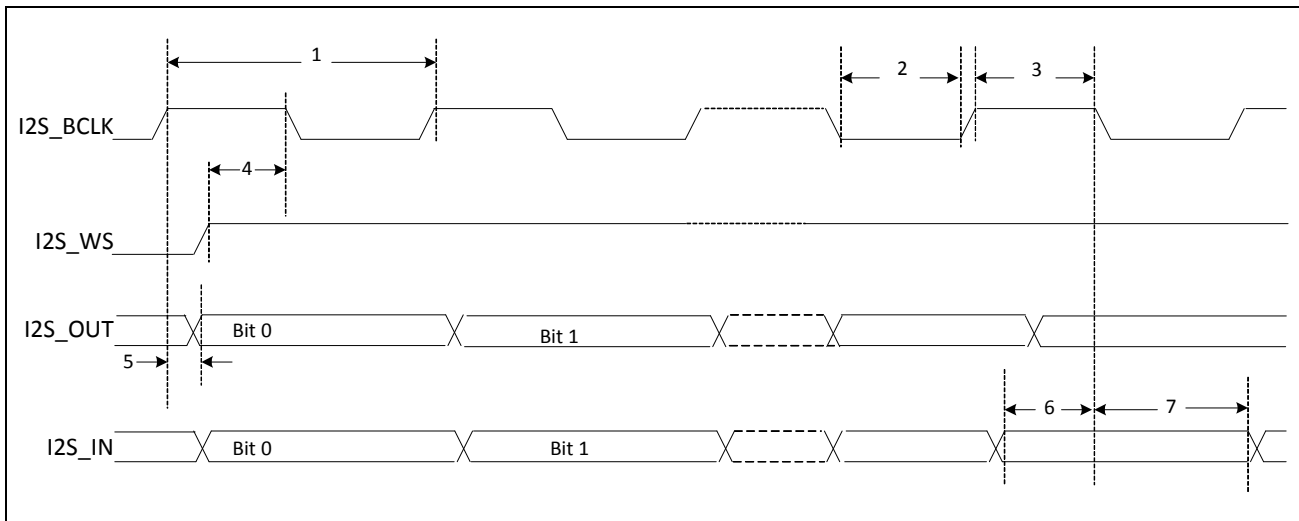 1
2
3
I2S_BCLK
4
I2S_WS
I2S_OUT
Bit 0
Bit 1
5
6
7
I2S_IN
Bit 0
Bit 1